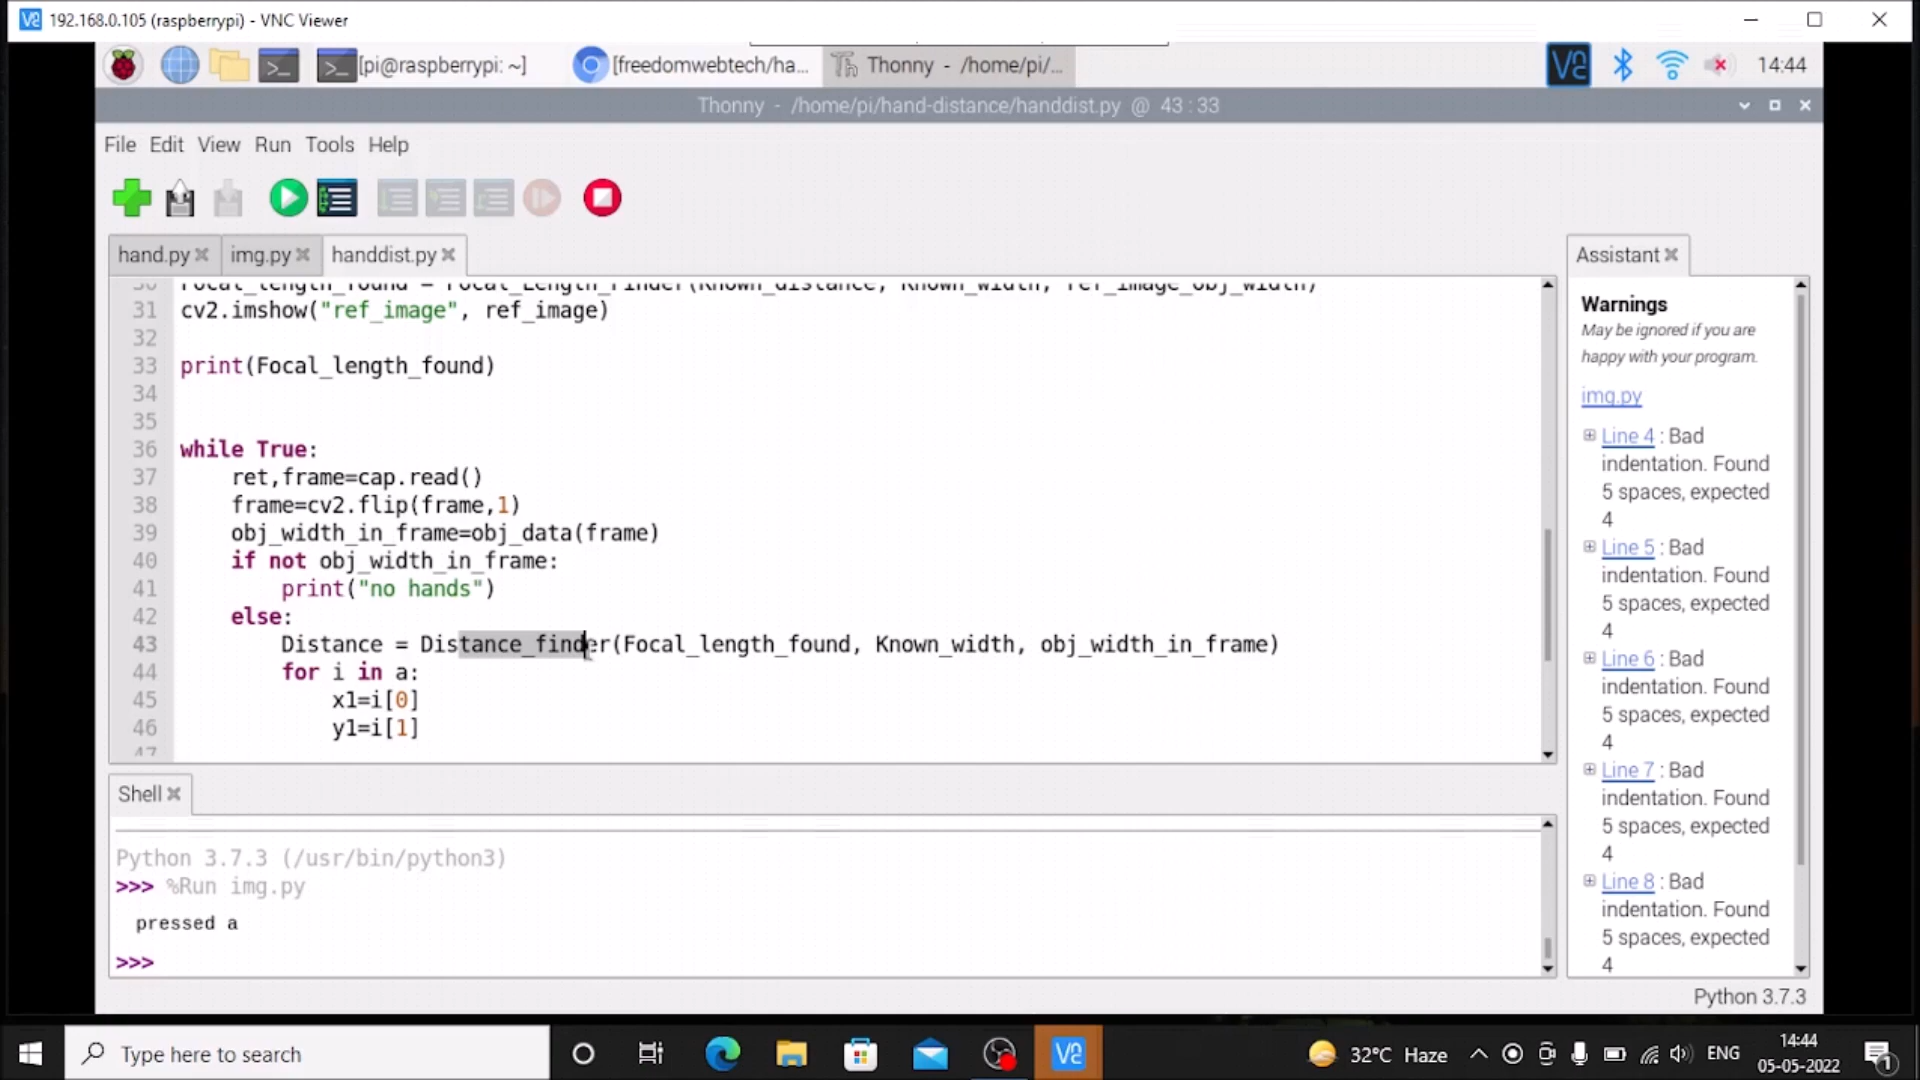 192.168.0.105 (raspberrypi) - VNC Viewer
[pi@raspberrypi: ~]
[freedomwebtech/ha...
Thonny - /home/pi/...
14:44
Thonny - /home/pi/hand-distance/handdist.py @ 43 : 33
File Edit View Run Tools Help
hand.py
img.py
handdist.py
30 Focal_length_found = Focal_Length_Finder(Known_distance, Known_width, ref_image_obj_width)
31 cv2.imshow("ref_image", ref_image)
32
33 print(Focal_length_found)
34
35
36 while True:
37 ret,frame=cap.read()
38 frame=cv2.flip(frame,1)
39 obj_width_in_frame=obj_data(frame)
40 if not obj_width_in_frame:
41 print("no hands")
42 else:
43 Distance = Distance_finder(Focal_length_found, Known_width, obj_width_in_frame)
44 for i in a:
45 x1=i[0]
46 y1=i[1]
47
Shell
Python 3.7.3 (/usr/bin/python3)
>>> %Run img.py
pressed a
>>>
Assistant
Warnings
May be ignored if you are
happy with your program.
img.py
Line 4 : Bad
indentation. Found
5 spaces, expected
4
Line 5 : Bad
indentation. Found
5 spaces, expected
4
Line 6 : Bad
indentation. Found
5 spaces, expected
4
Line 7 : Bad
indentation. Found
5 spaces, expected
4
Line 8 : Bad
indentation. Found
5 spaces, expected
4
Python 3.7.3
Type here to search
32°C Haze
ENG
14:44
05-05-2022
1